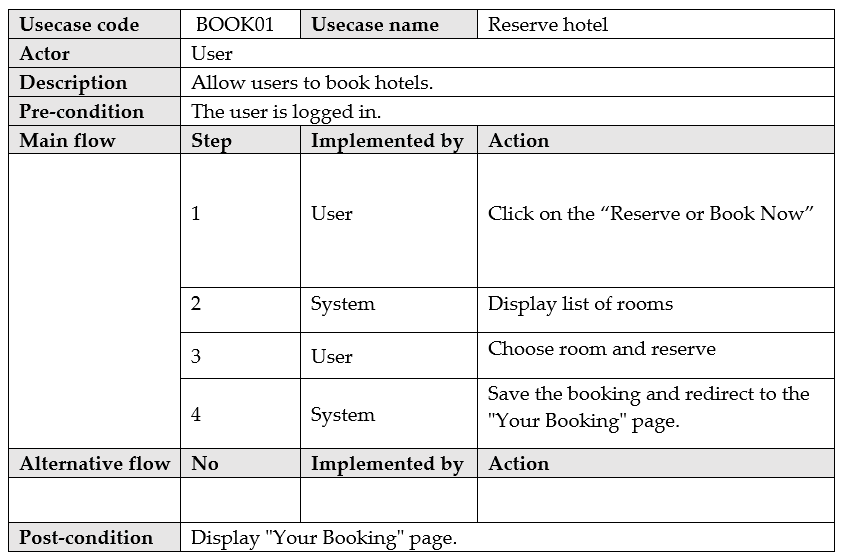 Usecase code BOOK01 Usecase name Reserve hotel
Actor User
Description Allow users to book hotels.
Pre-condition The user is logged in.
Main flow Step Implemented by Action
1 User Click on the “Reserve or Book Now”
2 System Display list of rooms
3 User Choose room and reserve
4 System Save the booking and redirect to the
"Your Booking" page.
Alternative flow No Implemented by Action
Post-condition Display "Your Booking" page.